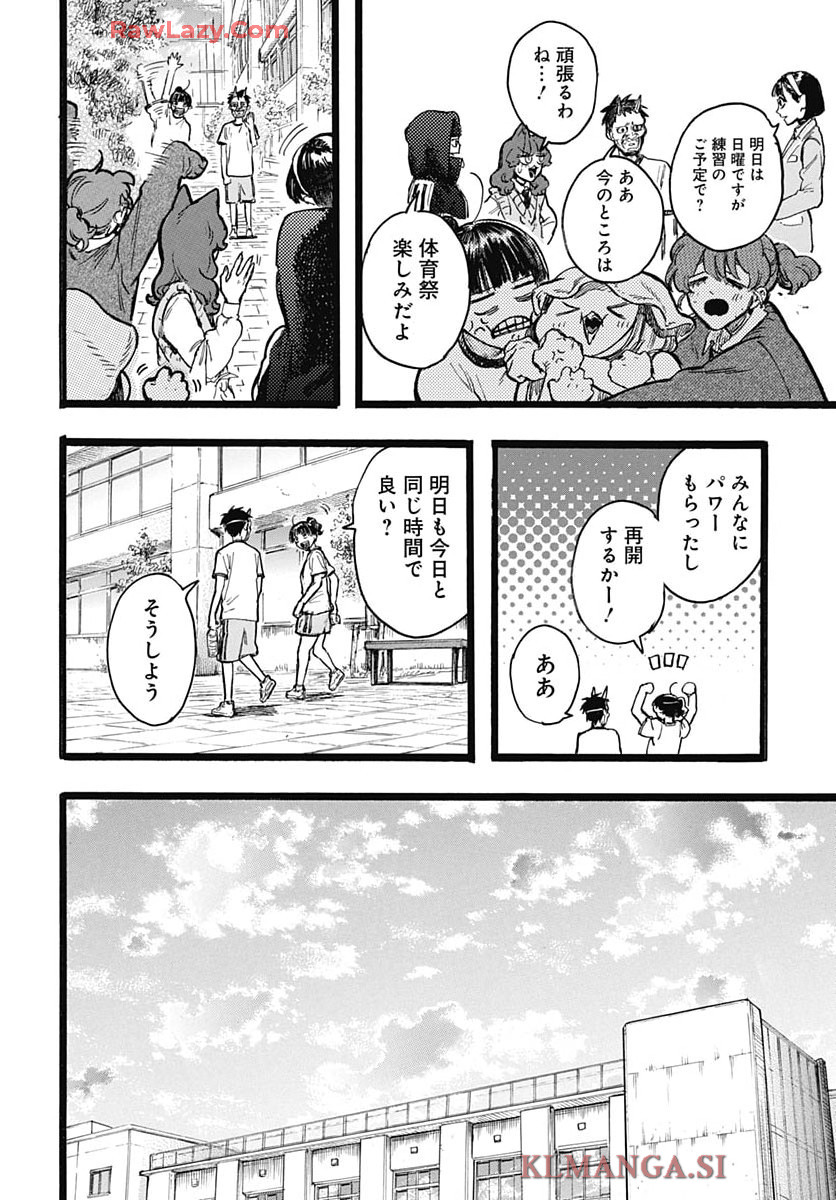 RawLazy.Com
明日は
日曜ですが
練習の
ご予定で?
ああ
今のところは
頑張るわ
ね…!
体育祭
楽しみだよ
みんなに
パワー
もらったし
再開
するかー!
ああ
明日も今日と
同じ時間で
良い?
そうしよう
KLMANGA.SI